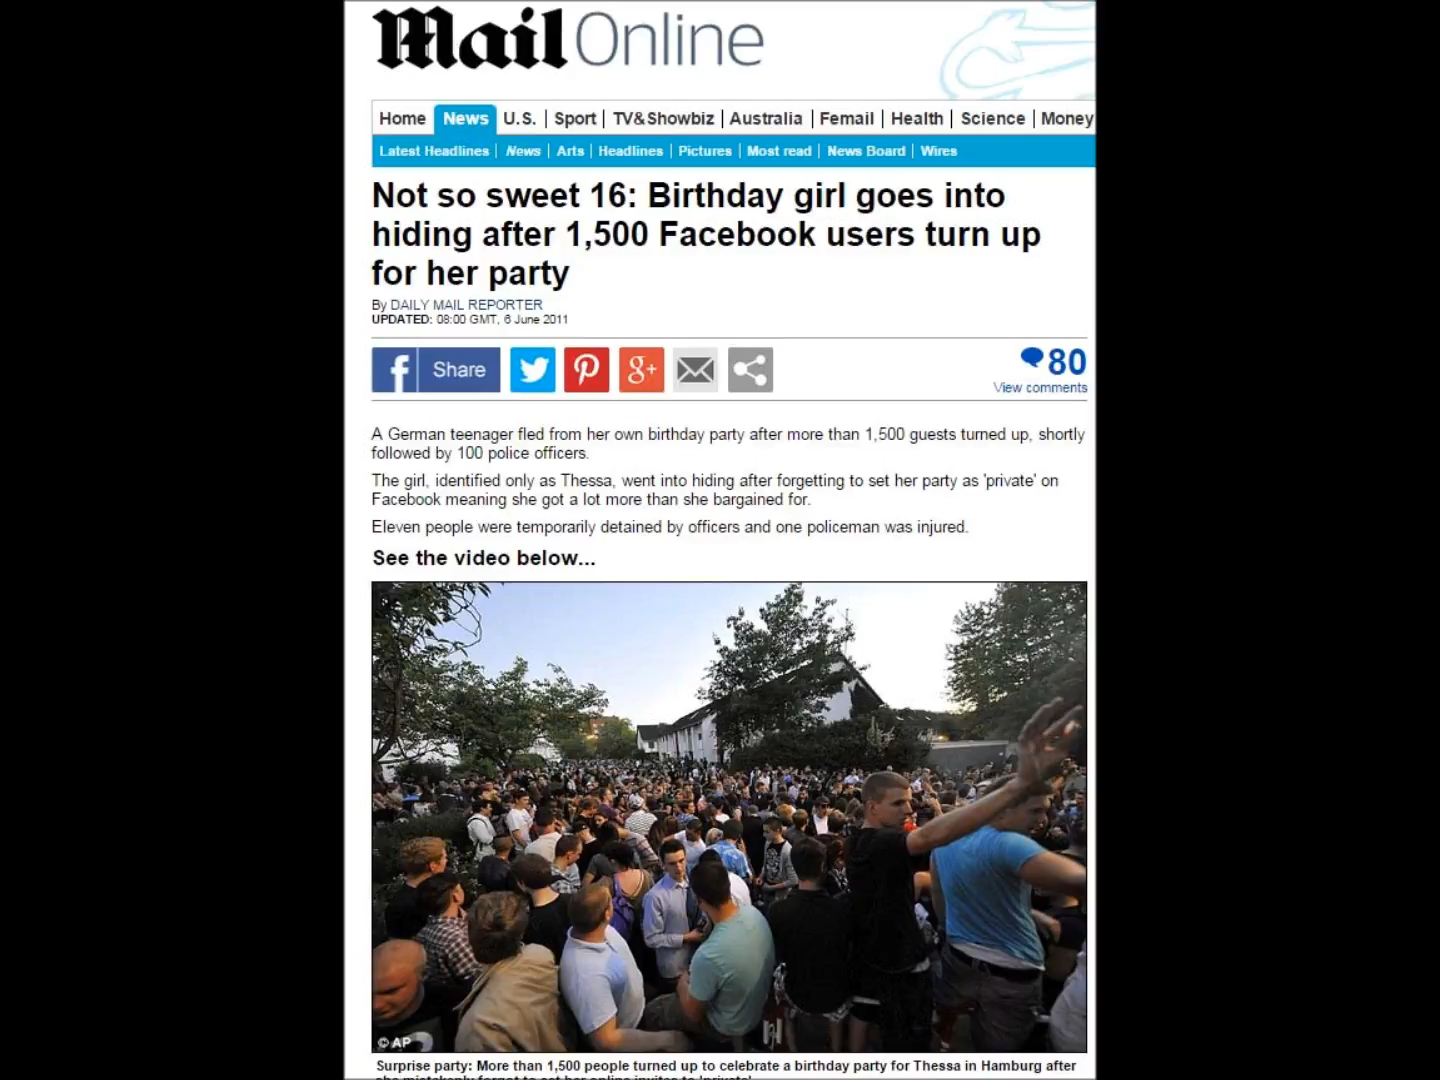 Mail Online
Home News U.S. | Sport | TV&Showbiz | Australia | Femail | Health | Science | Money
Latest Headlines | News | Arts | Headlines | Pictures | Most read | News Board | Wires
Not so sweet 16: Birthday girl goes into
hiding after 1,500 Facebook users turn up
for her party
By DAILY MAIL REPORTER
UPDATED: 08:00 GMT, 6 June 2011
f Share g+ 80
View comments
A German teenager fled from her own birthday party after more than 1,500 guests turned up, shortly
followed by 100 police officers.
The girl, identified only as Thessa, went into hiding after forgetting to set her party as 'private' on
Facebook meaning she got a lot more than she bargained for.
Eleven people were temporarily detained by officers and one policeman was injured.
See the video below...
© AP
Surprise party: More than 1,500 people turned up to celebrate a birthday party for Thessa in Hamburg after